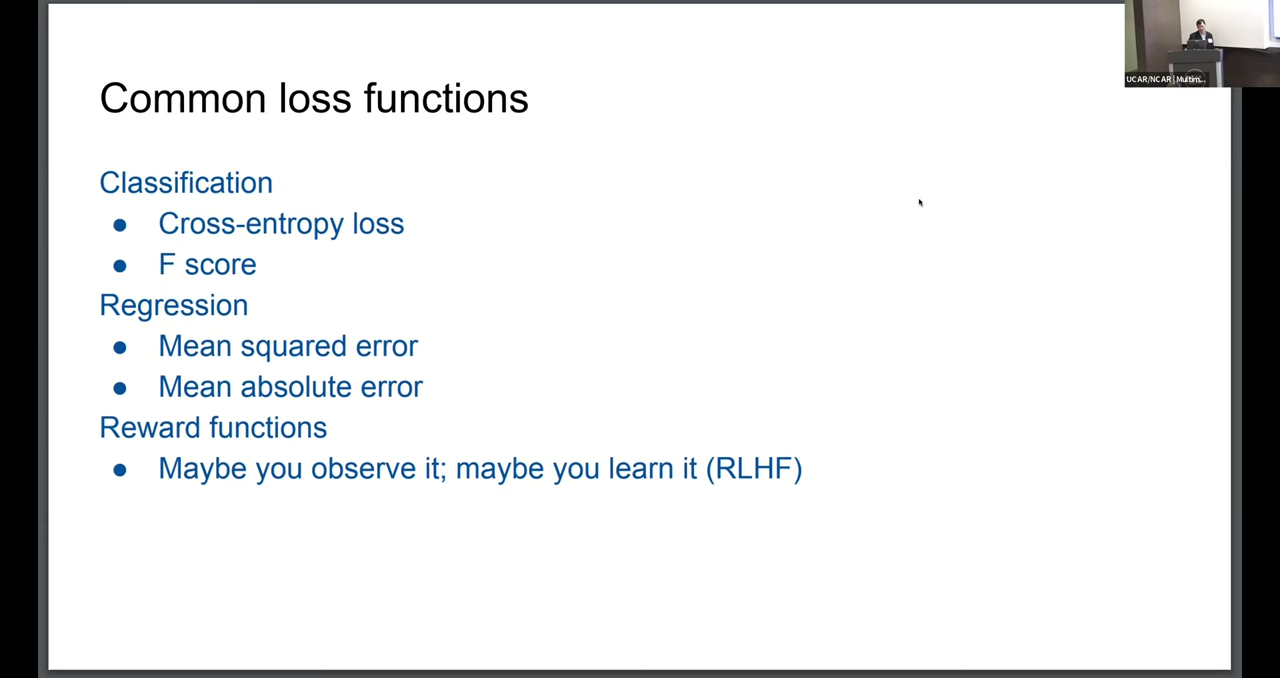 Common loss functions
Classification
● Cross-entropy loss
● F score
Regression
● Mean squared error
● Mean absolute error
Reward functions
● Maybe you observe it; maybe you learn it (RLHF)
UCAR/NCAR | Multim...